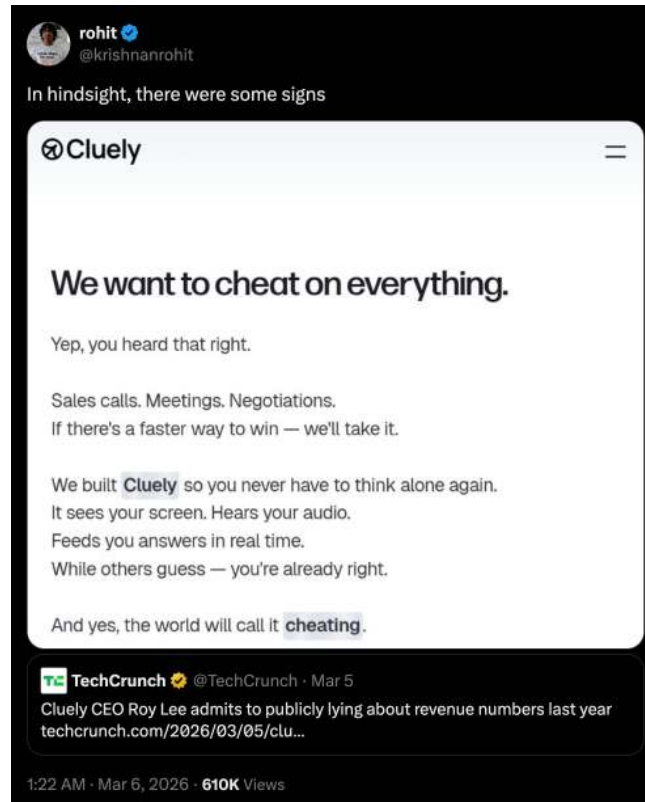 rohit
@krishnanrohit
In hindsight, there were some signs
Cluely
We want to cheat on everything.
Yep, you heard that right.
Sales calls. Meetings. Negotiations.
If there's a faster way to win — we'll take it.
We built Cluely so you never have to think alone again.
It sees your screen. Hears your audio.
Feeds you answers in real time.
While others guess — you're already right.
And yes, the world will call it cheating.
TechCrunch @TechCrunch · Mar 5
Cluely CEO Roy Lee admits to publicly lying about revenue numbers last year
techcrunch.com/2026/03/05/clu...
1:22 AM · Mar 6, 2026 · 610K Views